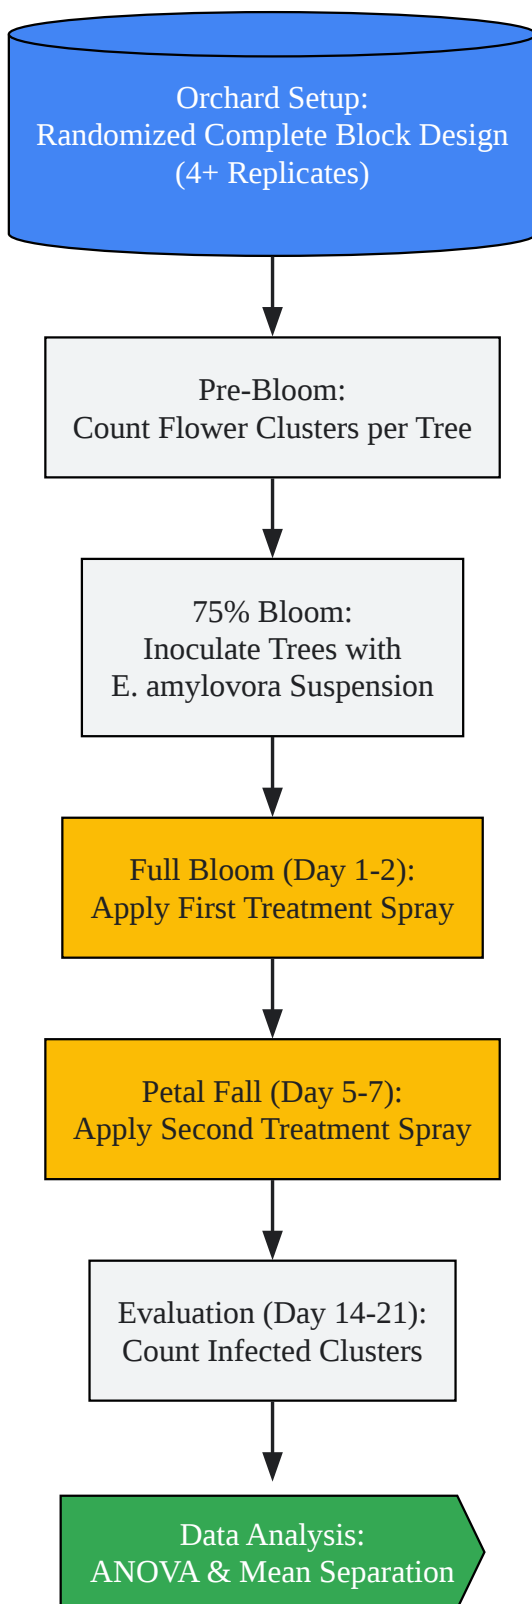 Orchard Setup:
Randomized Complete Block Design
(4+ Replicates)
Pre-Bloom:
Count Flower Clusters per Tree
75% Bloom:
Inoculate Trees with
E. amylovora Suspension
Full Bloom (Day 1-2):
Apply First Treatment Spray
Petal Fall (Day 5-7):
Apply Second Treatment Spray
Evaluation (Day 14-21):
Count Infected Clusters
Data Analysis:
ANOVA & Mean Separation